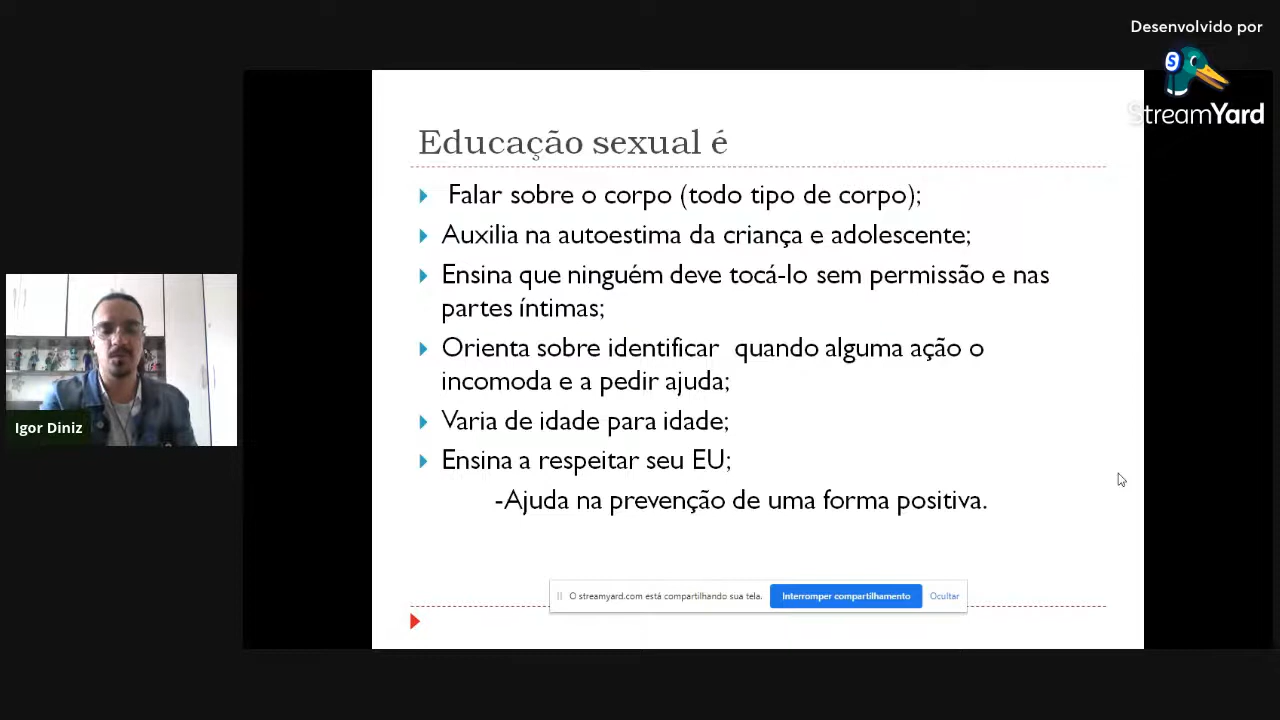 Desenvolvido por
StreamYard
Educação sexual é
Falar sobre o corpo (todo tipo de corpo);
Auxilia na autoestima da criança e adolescente;
Ensina que ninguém deve tocá-lo sem permissão e nas
partes íntimas;
Orienta sobre identificar quando alguma ação o
incomoda e a pedir ajuda;
Varia de idade para idade;
Ensina a respeitar seu EU;
-Ajuda na prevenção de uma forma positiva.
Igor Diniz
O streamyard.com está compartilhando sua tela. Interromper compartilhamento Ocultar